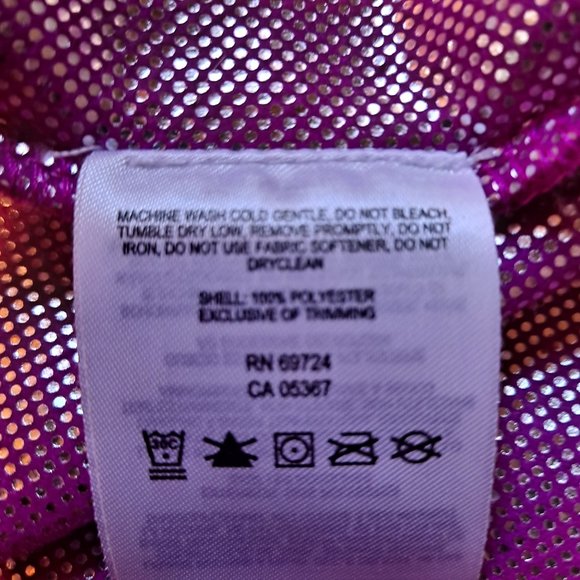 MACHINE WASH COLD GENTLE, DO NOT BLEACH,
TUMBLE DRY LOW, REMOVE PROMPTLY, DO NOT
IRON, DO NOT USE FABRIC SOFTENER, DO NOT
DRYCLEAN
SHELL: 100% POLYESTER
EXCLUSIVE OF TRIMMING
RN 69724
CA 05367
30C